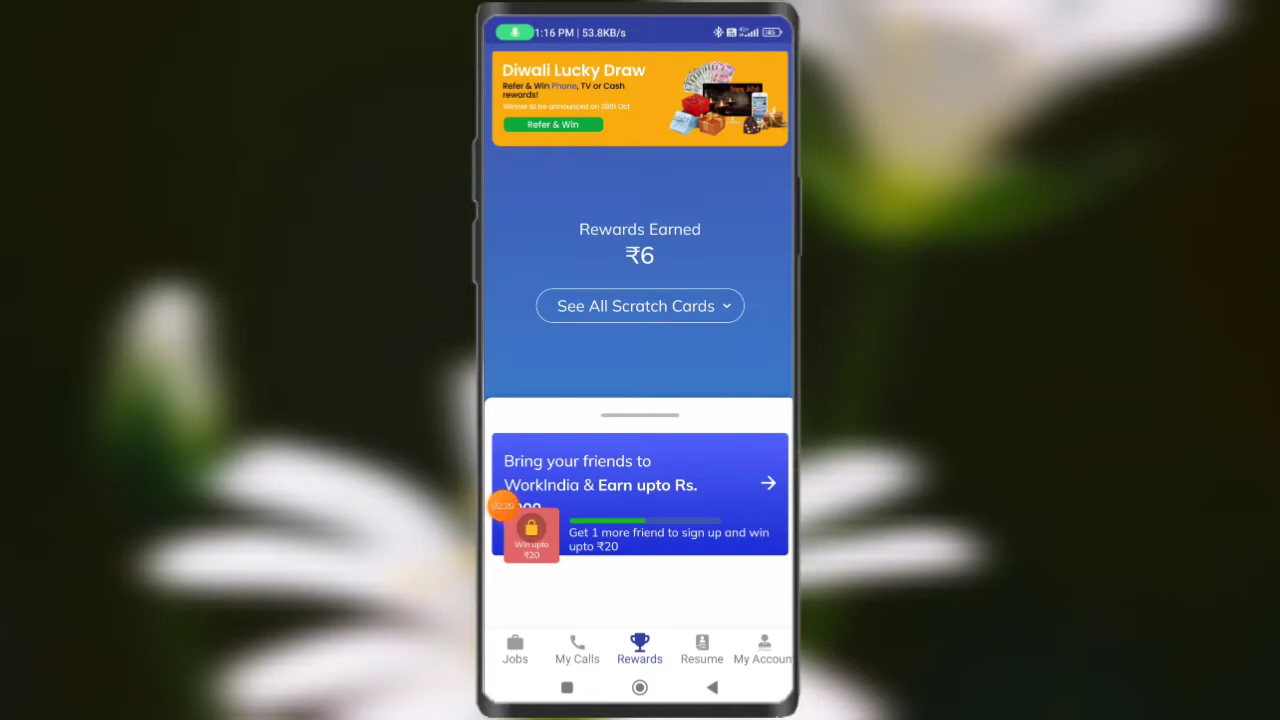 1:16 PM | 53.8KB/s
Diwali Lucky Draw
Refer & Win Phone, TV or Cash
rewards!
Winner to be announced on 28th Oct
Refer & Win
Rewards Earned
₹6
See All Scratch Cards
Bring your friends to
WorkIndia & Earn upto Rs.
02:20
Win upto
₹20
Get 1 more friend to sign up and win
upto ₹20
Jobs
My Calls
Rewards
Resume
My Accoun